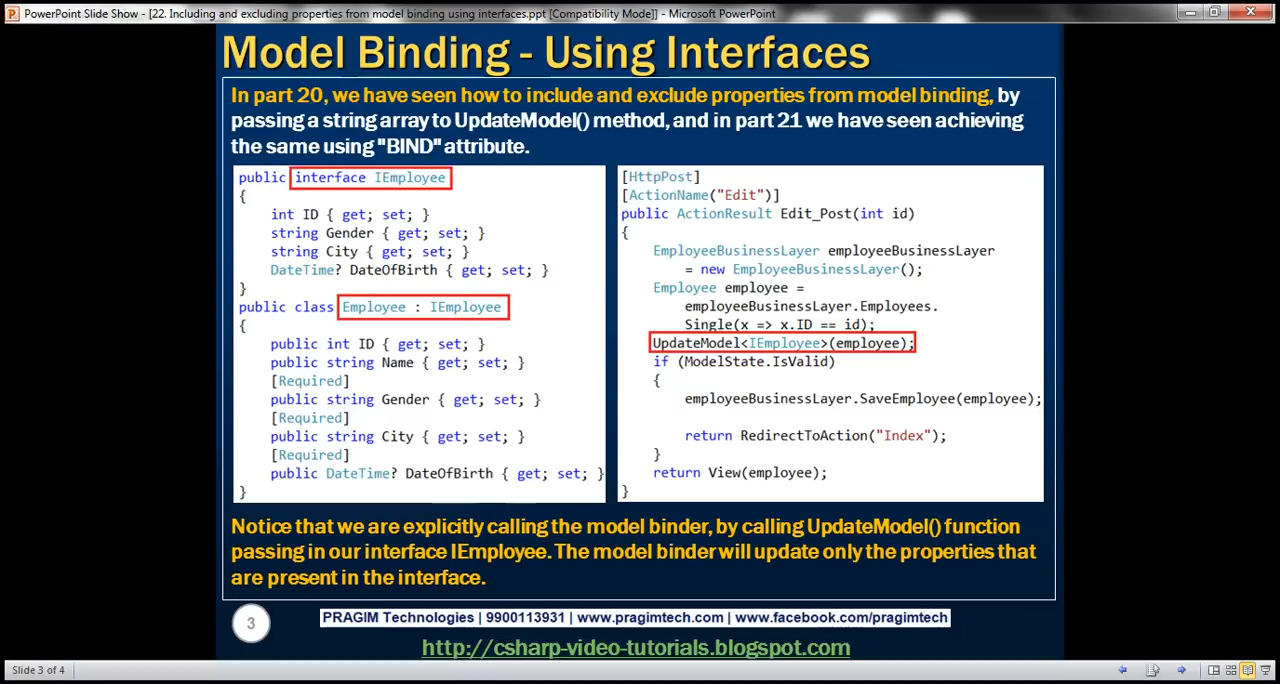 PowerPoint Slide Show - [22. Including and excluding properties from model binding using interfaces.ppt [Compatibility Mode]] - Microsoft PowerPoint
Model Binding - Using Interfaces
In part 20, we have seen how to include and exclude properties from model binding, by
passing a string array to UpdateModel() method, and in part 21 we have seen achieving
the same using "BIND" attribute.
public interface IEmployee
{
int ID { get; set; }
string Gender { get; set; }
string City { get; set; }
DateTime? DateOfBirth { get; set; }
}
public class Employee : IEmployee
{
public int ID { get; set; }
public string Name { get; set; }
[Required]
public string Gender { get; set; }
[Required]
public string City { get; set; }
[Required]
public DateTime? DateOfBirth { get; set; }
}
[HttpPost]
[ActionName("Edit")]
public ActionResult Edit_Post(int id)
{
EmployeeBusinessLayer employeeBusinessLayer
= new EmployeeBusinessLayer();
Employee employee =
employeeBusinessLayer.Employees.
Single(x => x.ID == id);
UpdateModel<IEmployee>(employee);
if (ModelState.IsValid)
{
employeeBusinessLayer.SaveEmployee(employee);
return RedirectToAction("Index");
}
return View(employee);
}
Notice that we are explicitly calling the model binder, by calling UpdateModel() function
passing in our interface IEmployee. The model binder will update only the properties that
are present in the interface.
3
PRAGIM Technologies | 9900113931 | www.pragimtech.com | www.facebook.com/pragimtech
http://csharp-video-tutorials.blogspot.com
Slide 3 of 4